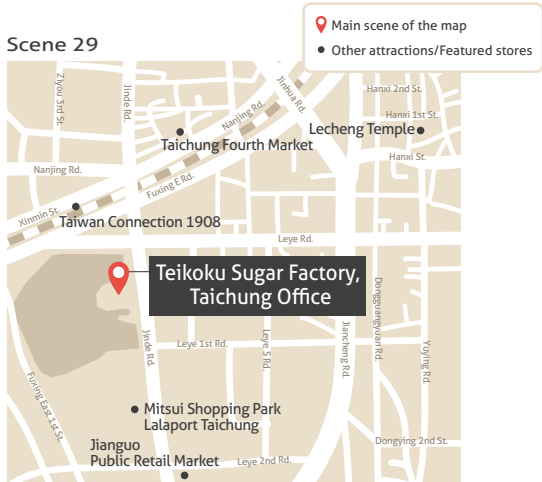 Main scene of the map
Other attractions/Featured stores
Scene 29
Ziyou 3rd St.
Jinde Rd.
Jinhua Rd.
Nanjing Rd.
Hanxi 2nd St.
Hanxi 1st St.
Lecheng Temple
Hanxi St.
Taichung Fourth Market
Nanjing Rd.
Fuxing E Rd.
Xinmin St.
Taiwan Connection 1908
Leye Rd.
Teikoku Sugar Factory,
Taichung Office
Dongguangyuan Rd.
Jinde Rd.
Leye 1st Rd.
Leye S Rd.
Jiancheng Rd.
Yuying Rd.
Fuxing East 1st St.
Mitsui Shopping Park
Lalaport Taichung
Jianguo
Public Retail Market
Leye 2nd Rd.
Dongying 2nd St.